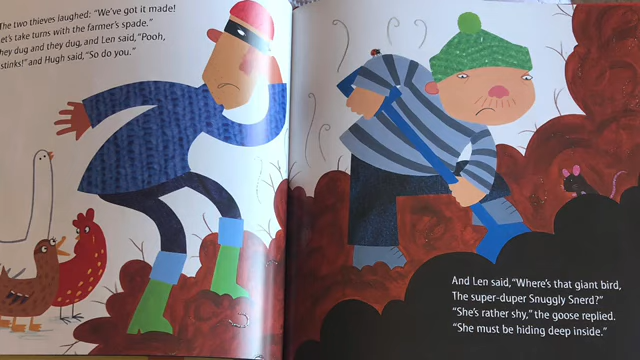 The two thieves laughed: "We've got it made!
Let's take turns with the farmer's spade."
They dug and they dug, and Len said, "Pooh,
stinks!" and Hugh said, "So do you."
And Len said, "Where's that giant bird,
The super-duper Snuggly Snerd?"
"She's rather shy," the goose replied.
"She must be hiding deep inside."